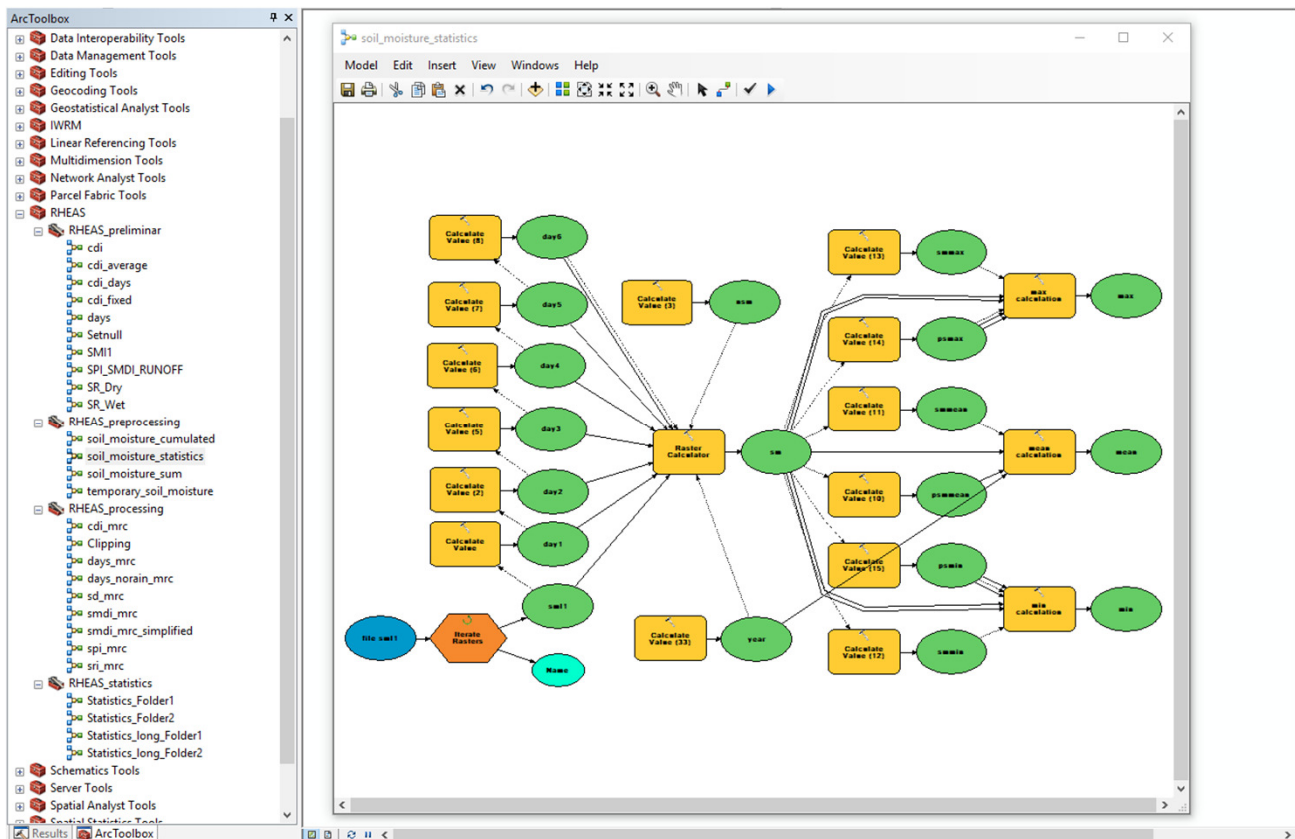 ArcToolbox
Data Interoperability Tools
Data Management Tools
Editing Tools
Geocoding Tools
Geostatistical Analyst Tools
IWRM
Linear Referencing Tools
Multidimension Tools
Network Analyst Tools
Parcel Fabric Tools
RHEAS
RHEAS_preliminar
cdi
cdi_average
cdi_days
cdi_fixed
days
Setnull
SMI1
SPI_SMDI_RUNOFF
SR_Dry
SR_Wet
RHEAS_preprocessing
soil_moisture_cumulated
soil_moisture_statistics
soil_moisture_sum
temporary_soil_moisture
RHEAS_processing
cdi_mrc
Clipping
days_mrc
days_norain_mrc
sd_mrc
smdi_mrc
smdi_mrc_simplified
spi_mrc
sri_mrc
RHEAS_statistics
Statistics_Folder1
Statistics_Folder2
Statistics_long_Folder1
Statistics_long_Folder2
Schematics Tools
Server Tools
Spatial Analyst Tools
Spatial Statistics Tools
Results ArcToolbox
soil_moisture_statistics
Model Edit Insert View Windows Help
Calculate
Value (8)
day6
Calculate
Value (7)
day5
Calculate
Value (6)
day4
Calculate
Value (5)
day3
Calculate
Value (2)
day2
Calculate
Value
day1
sml1
file sml1
Iterate
Rasters
Name
Calculate
Value (3)
nsm
Raster
Calculator
sm
Calculate
Value (33)
year
Calculate
Value (13)
smmax
Calculate
Value (14)
psmax
max
calculation
max
Calculate
Value (11)
smmean
Calculate
Value (10)
psmmean
mean
calculation
mean
Calculate
Value (15)
psmin
Calculate
Value (12)
smmin
min
calculation
min